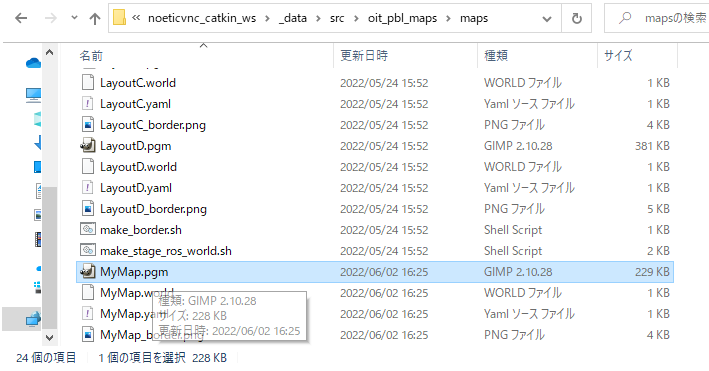 « noeticvnc_catkin_ws › _data › src › oit_pbl_maps › maps
mapsの検索
名前 更新日時 種類 サイズ
LayoutC.world 2022/05/24 15:52 WORLD ファイル 1 KB
LayoutC.yaml 2022/05/24 15:52 Yaml ソース ファイル 1 KB
LayoutC_border.png 2022/05/24 15:52 PNG ファイル 4 KB
LayoutD.pgm 2022/05/24 15:52 GIMP 2.10.28 381 KB
LayoutD.world 2022/05/24 15:52 WORLD ファイル 1 KB
LayoutD.yaml 2022/05/24 15:52 Yaml ソース ファイル 1 KB
LayoutD_border.png 2022/05/24 15:52 PNG ファイル 5 KB
make_border.sh 2022/05/24 15:52 Shell Script 1 KB
make_stage_ros_world.sh 2022/05/24 15:52 Shell Script 2 KB
MyMap.pgm 2022/06/02 16:25 GIMP 2.10.28 229 KB
MyMap.world 2022/06/02 16:25 WORLD ファイル 1 KB
MyMap.yaml 2022/06/02 16:25 Yaml ソース ファイル 1 KB
MyMap_border.png 2022/06/02 16:25 PNG ファイル 4 KB
種類: GIMP 2.10.28
サイズ: 228 KB
更新日時: 2022/06/02 16:25
24 個の項目 1 個の項目を選択 228 KB